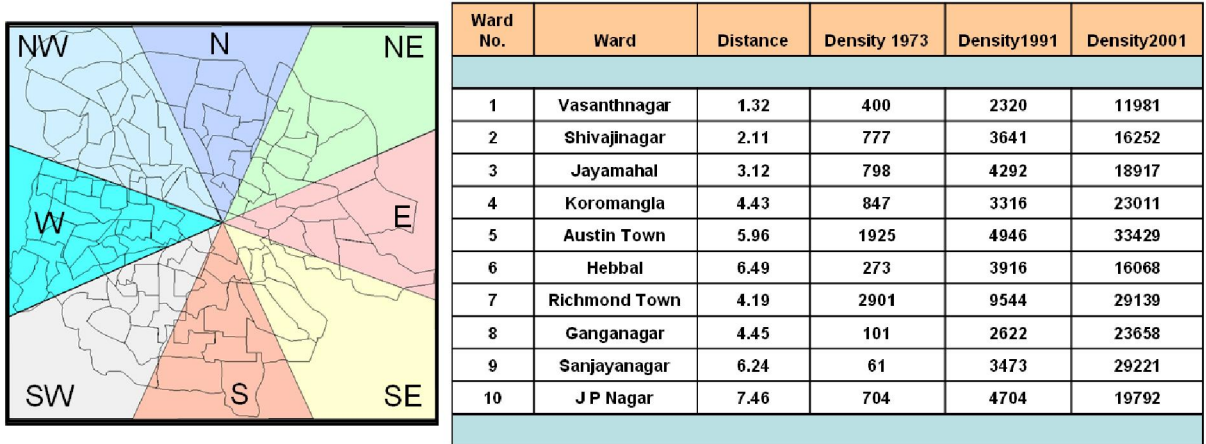 NW N NE
W E
SW S SE
Ward No. Ward Distance Density 1973 Density1991 Density2001
1 Vasanthnagar 1.32 400 2320 11981
2 Shivajinagar 2.11 777 3641 16252
3 Jayamahal 3.12 798 4292 18917
4 Koromangla 4.43 847 3316 23011
5 Austin Town 5.96 1925 4946 33429
6 Hebbal 6.49 273 3916 16068
7 Richmond Town 4.19 2901 9544 29139
8 Ganganagar 4.45 101 2622 23658
9 Sanjayanagar 6.24 61 3473 29221
10 J P Nagar 7.46 704 4704 19792